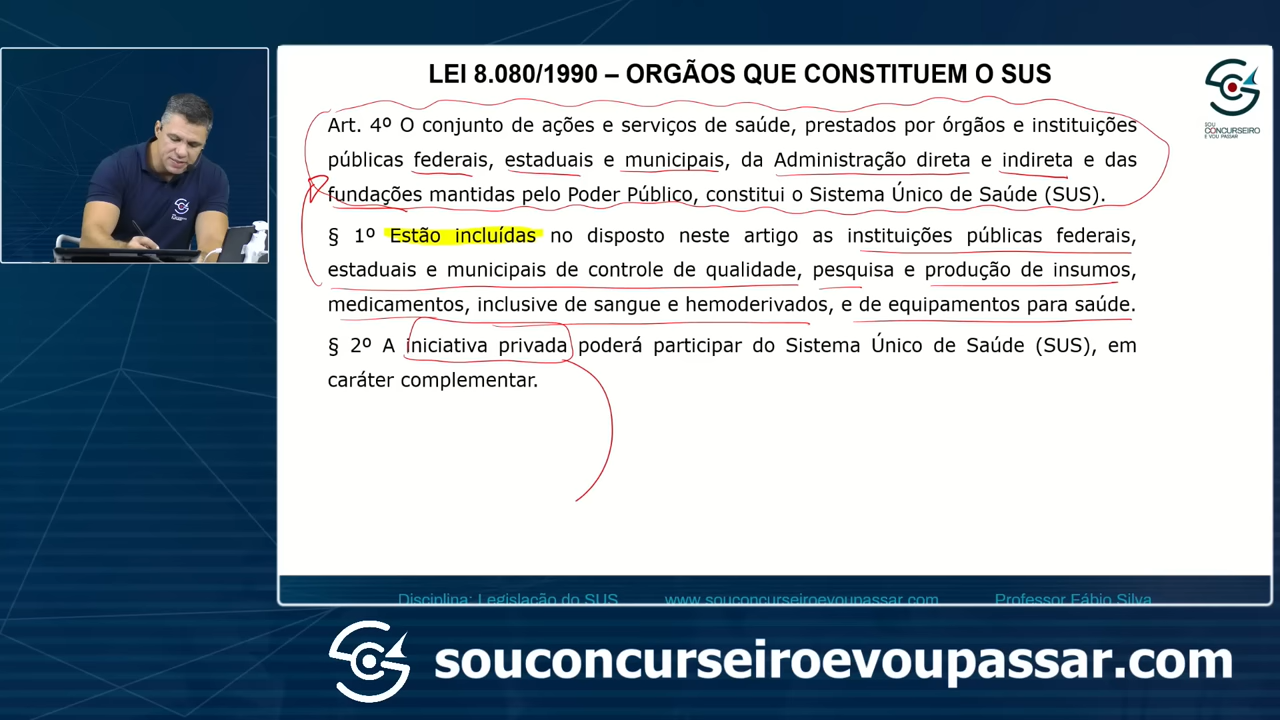 LEI 8.080/1990 – ORGÃOS QUE CONSTITUEM O SUS
Art. 4º O conjunto de ações e serviços de saúde, prestados por órgãos e instituições
públicas federais, estaduais e municipais, da Administração direta e indireta e das
fundações mantidas pelo Poder Público, constitui o Sistema Único de Saúde (SUS).
§ 1º Estão incluídas no disposto neste artigo as instituições públicas federais,
estaduais e municipais de controle de qualidade, pesquisa e produção de insumos,
medicamentos, inclusive de sangue e hemoderivados, e de equipamentos para saúde.
§ 2º A iniciativa privada poderá participar do Sistema Único de Saúde (SUS), em
caráter complementar.
SOU
CONCURSEIRO
E VOU PASSAR
Disciplina: Legislação do SUS www.souconcurseiroevoupassar.com Professor Fábio Silva
souconcurseiroevoupassar.com